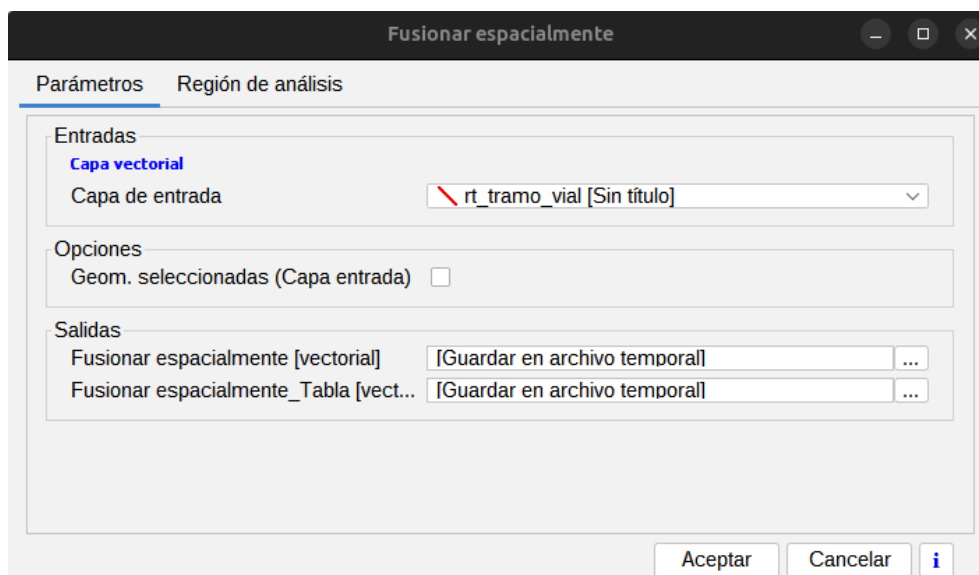 Fusionar espacialmente
Parámetros Región de análisis
Entradas
Capa vectorial
Capa de entrada rt_tramo_vial [Sin título]
Opciones
Geom. seleccionadas (Capa entrada)
Salidas
Fusionar espacialmente [vectorial] [Guardar en archivo temporal] ...
Fusionar espacialmente_Tabla [vect... [Guardar en archivo temporal] ...
Aceptar Cancelar i